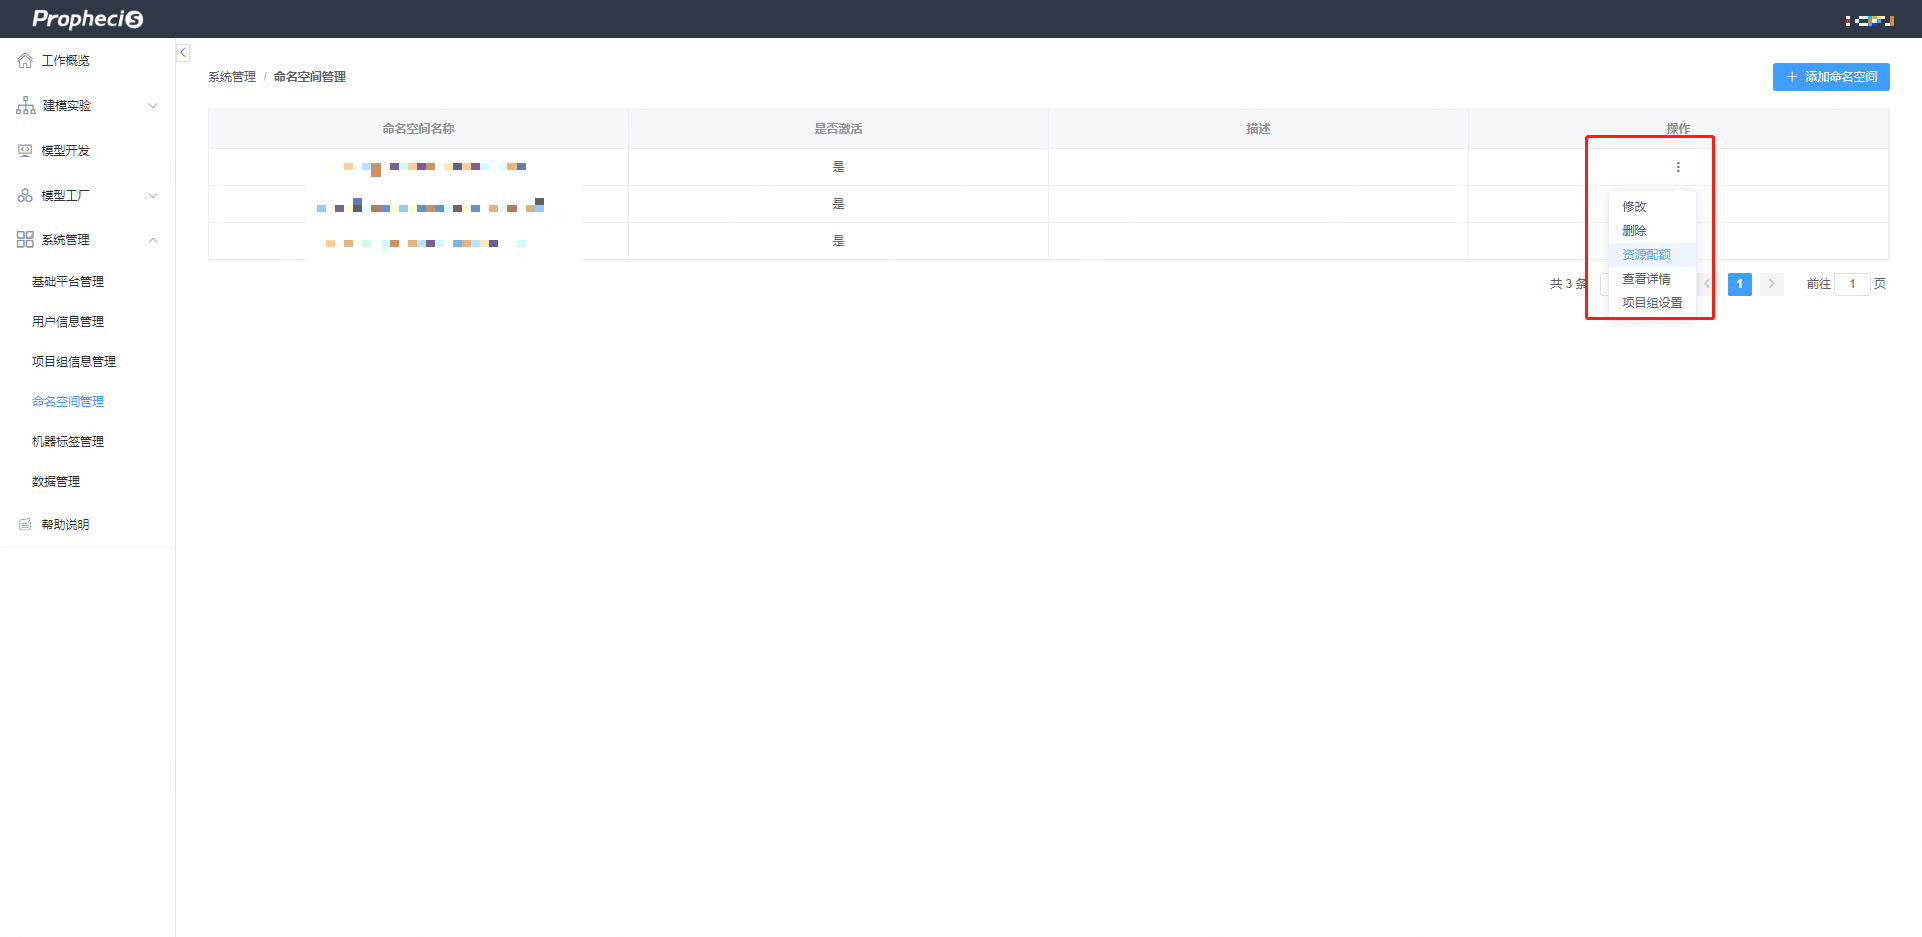 PropheciS
工作概览
建模实验
模型开发
模型工厂
系统管理
基础平台管理
用户信息管理
项目组信息管理
命名空间管理
机器标签管理
数据管理
帮助说明
系统管理 / 命名空间管理
添加命名空间
命名空间名称 是否激活 描述 操作
是
是
是
修改
删除
资源配额
查看详情
项目组设置
共 3 条 1 前往 1 页